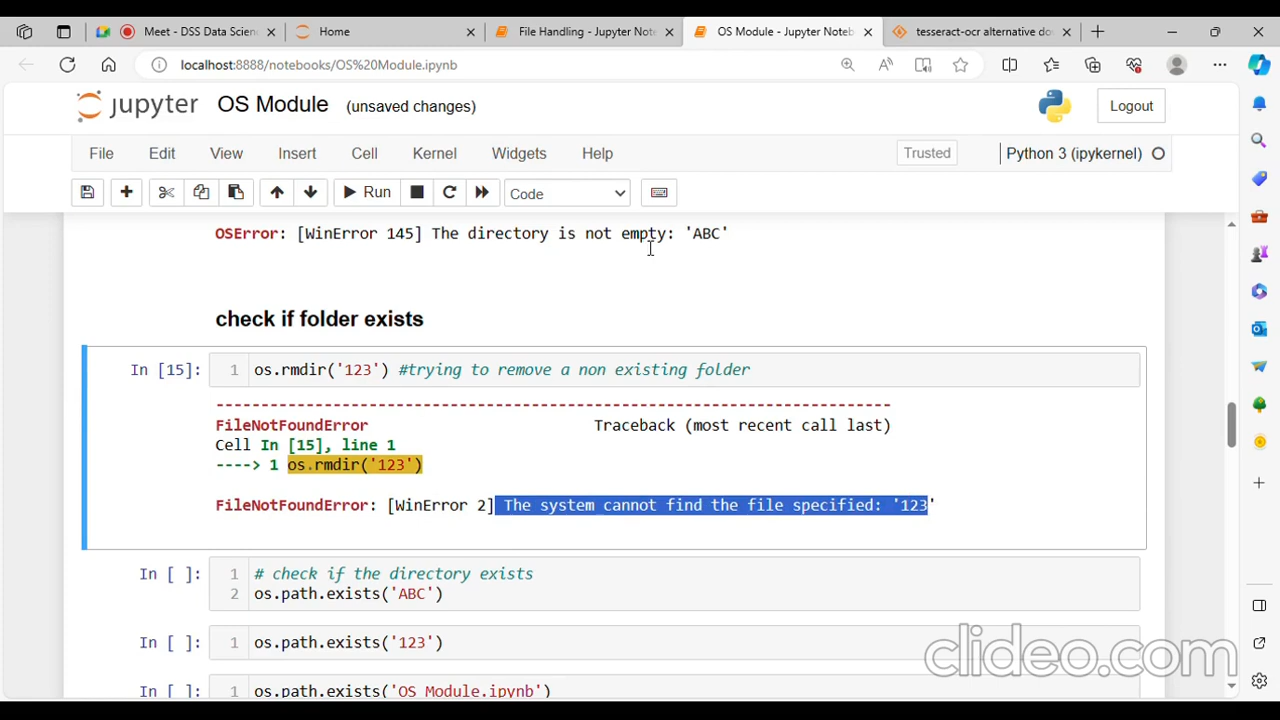 Meet - DSS Data Scien
Home
File Handling - Jupyter Note
OS Module - Jupyter Noteb
tesseract-ocr alternative do
localhost:8888/notebooks/OS%20Module.ipynb
jupyter OS Module (unsaved changes)
Logout
File Edit View Insert Cell Kernel Widgets Help
Trusted
Python 3 (ipykernel)
Run
Code
OSError: [WinError 145] The directory is not empty: 'ABC'
check if folder exists
In [15]: 1 os.rmdir('123') #trying to remove a non existing folder
---------------------------------------------------------------------------
FileNotFoundError Traceback (most recent call last)
Cell In [15], line 1
----> 1 os.rmdir('123')
FileNotFoundError: [WinError 2] The system cannot find the file specified: '123'
In [ ]: 1 # check if the directory exists
2 os.path.exists('ABC')
In [ ]: 1 os.path.exists('123')
In [ ]: 1 os.path.exists('OS Module.ipynb')
clideo.com